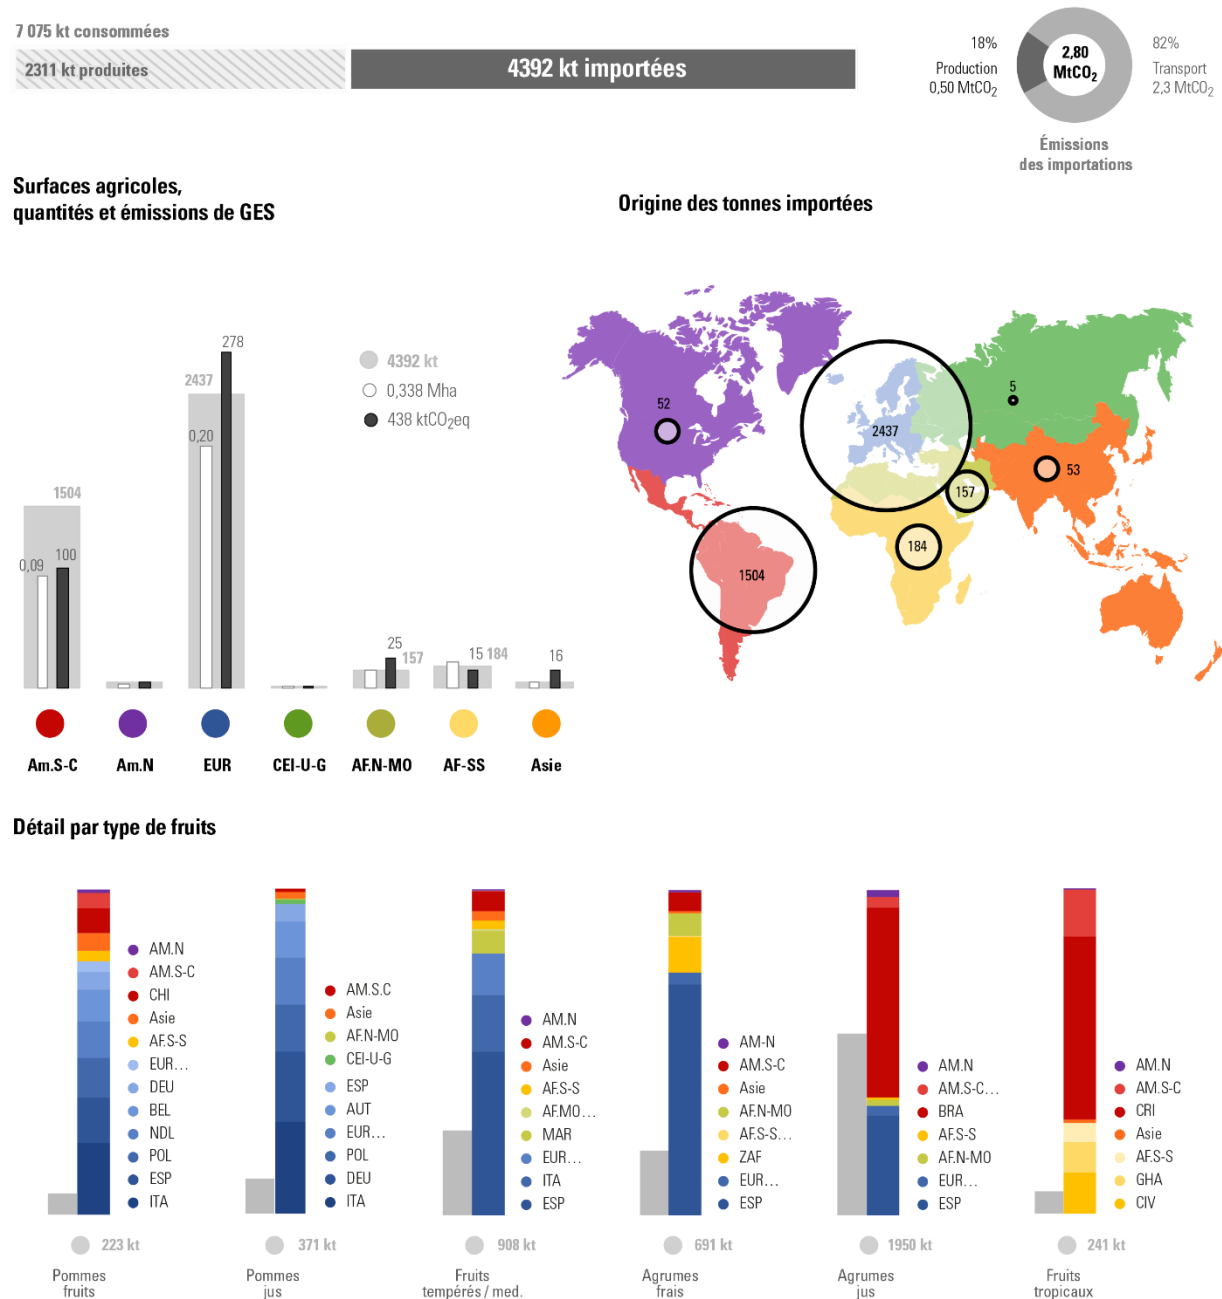 7 075 kt consommées
2311 kt produites
4392 kt importées
18%
Production
0,50 MtCO2
2,80
MtCO2
82%
Transport
2,3 MtCO2
Émissions
des importations
Surfaces agricoles,
quantités et émissions de GES
Origine des tonnes importées
4392 kt
0,338 Mha
438 ktCO2eq
1504
0,09
100
2437
0,20
278
25
157
15
184
16
Am.S-C
Am.N
EUR
CEI-U-G
AF.N-MO
AF-SS
Asie
52
2437
5
53
157
184
1504
Détail par type de fruits
AM.N
AM.S-C
CHI
Asie
AF.S-S
EUR...
DEU
BEL
NDL
POL
ESP
ITA
223 kt
Pommes
fruits
AM.S.C
Asie
AF.N-MO
CEI-U-G
ESP
AUT
EUR...
POL
DEU
ITA
371 kt
Pommes
jus
AM.N
AM.S-C
Asie
AF.S-S
AF.MO...
MAR
EUR...
ITA
ESP
908 kt
Fruits
tempérés / med.
AM-N
AM.S-C
Asie
AF.N-MO
AF.S-S...
ZAF
EUR...
ESP
691 kt
Agrumes
frais
AM.N
AM.S-C...
BRA
AF.S-S
AF.N-MO
EUR...
ESP
1950 kt
Agrumes
jus
AM.N
AM.S-C
CRI
Asie
AF.S-S
GHA
CIV
241 kt
Fruits
tropicaux